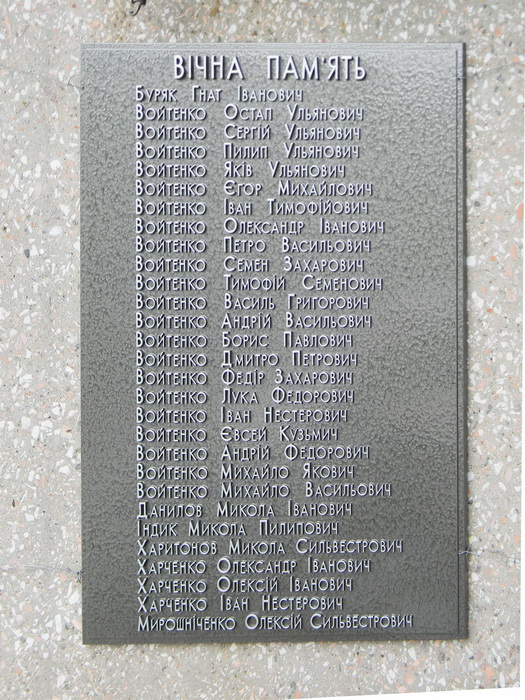 ВІЧНА ПАМ'ЯТЬ
БУРЯК ГНАТ ІВАНОВИЧ
ВОЙТЕНКО ОСТАП УЛЬЯНОВИЧ
ВОЙТЕНКО СЕРГІЙ УЛЬЯНОВИЧ
ВОЙТЕНКО ПИЛИП УЛЬЯНОВИЧ
ВОЙТЕНКО ЯКІВ УЛЬЯНОВИЧ
ВОЙТЕНКО ЄГОР МИХАЙЛОВИЧ
ВОЙТЕНКО ІВАН ТИМОФІЙОВИЧ
ВОЙТЕНКО ОЛЕКСАНДР ІВАНОВИЧ
ВОЙТЕНКО ПЕТРО ВАСИЛЬОВИЧ
ВОЙТЕНКО СЕМЕН ЗАХАРОВИЧ
ВОЙТЕНКО ТИМОФІЙ СЕМЕНОВИЧ
ВОЙТЕНКО ВАСИЛЬ ГРИГОРОВИЧ
ВОЙТЕНКО АНДРІЙ ВАСИЛЬОВИЧ
ВОЙТЕНКО БОРИС ПАВЛОВИЧ
ВОЙТЕНКО ДМИТРО ПЕТРОВИЧ
ВОЙТЕНКО ФЕДІР ЗАХАРОВИЧ
ВОЙТЕНКО ЛУКА ФЕДОРОВИЧ
ВОЙТЕНКО ІВАН НЕСТЕРОВИЧ
ВОЙТЕНКО ЄВСЕЙ КУЗЬМИЧ
ВОЙТЕНКО АНДРІЙ ФЕДОРОВИЧ
ВОЙТЕНКО МИХАЙЛО ЯКОВИЧ
ВОЙТЕНКО МИХАЙЛО ВАСИЛЬОВИЧ
ДАНИЛОВ МИКОЛА ІВАНОВИЧ
ІНДИК МИКОЛА ПИЛИПОВИЧ
ХАРИТОНОВ МИКОЛА СИЛЬВЕСТРОВИЧ
ХАРЧЕНКО ОЛЕКСАНДР ІВАНОВИЧ
ХАРЧЕНКО ОЛЕКСІЙ ІВАНОВИЧ
ХАРЧЕНКО ІВАН НЕСТЕРОВИЧ
МИРОШНІЧЕНКО ОЛЕКСІЙ СИЛЬВЕСТРОВИЧ